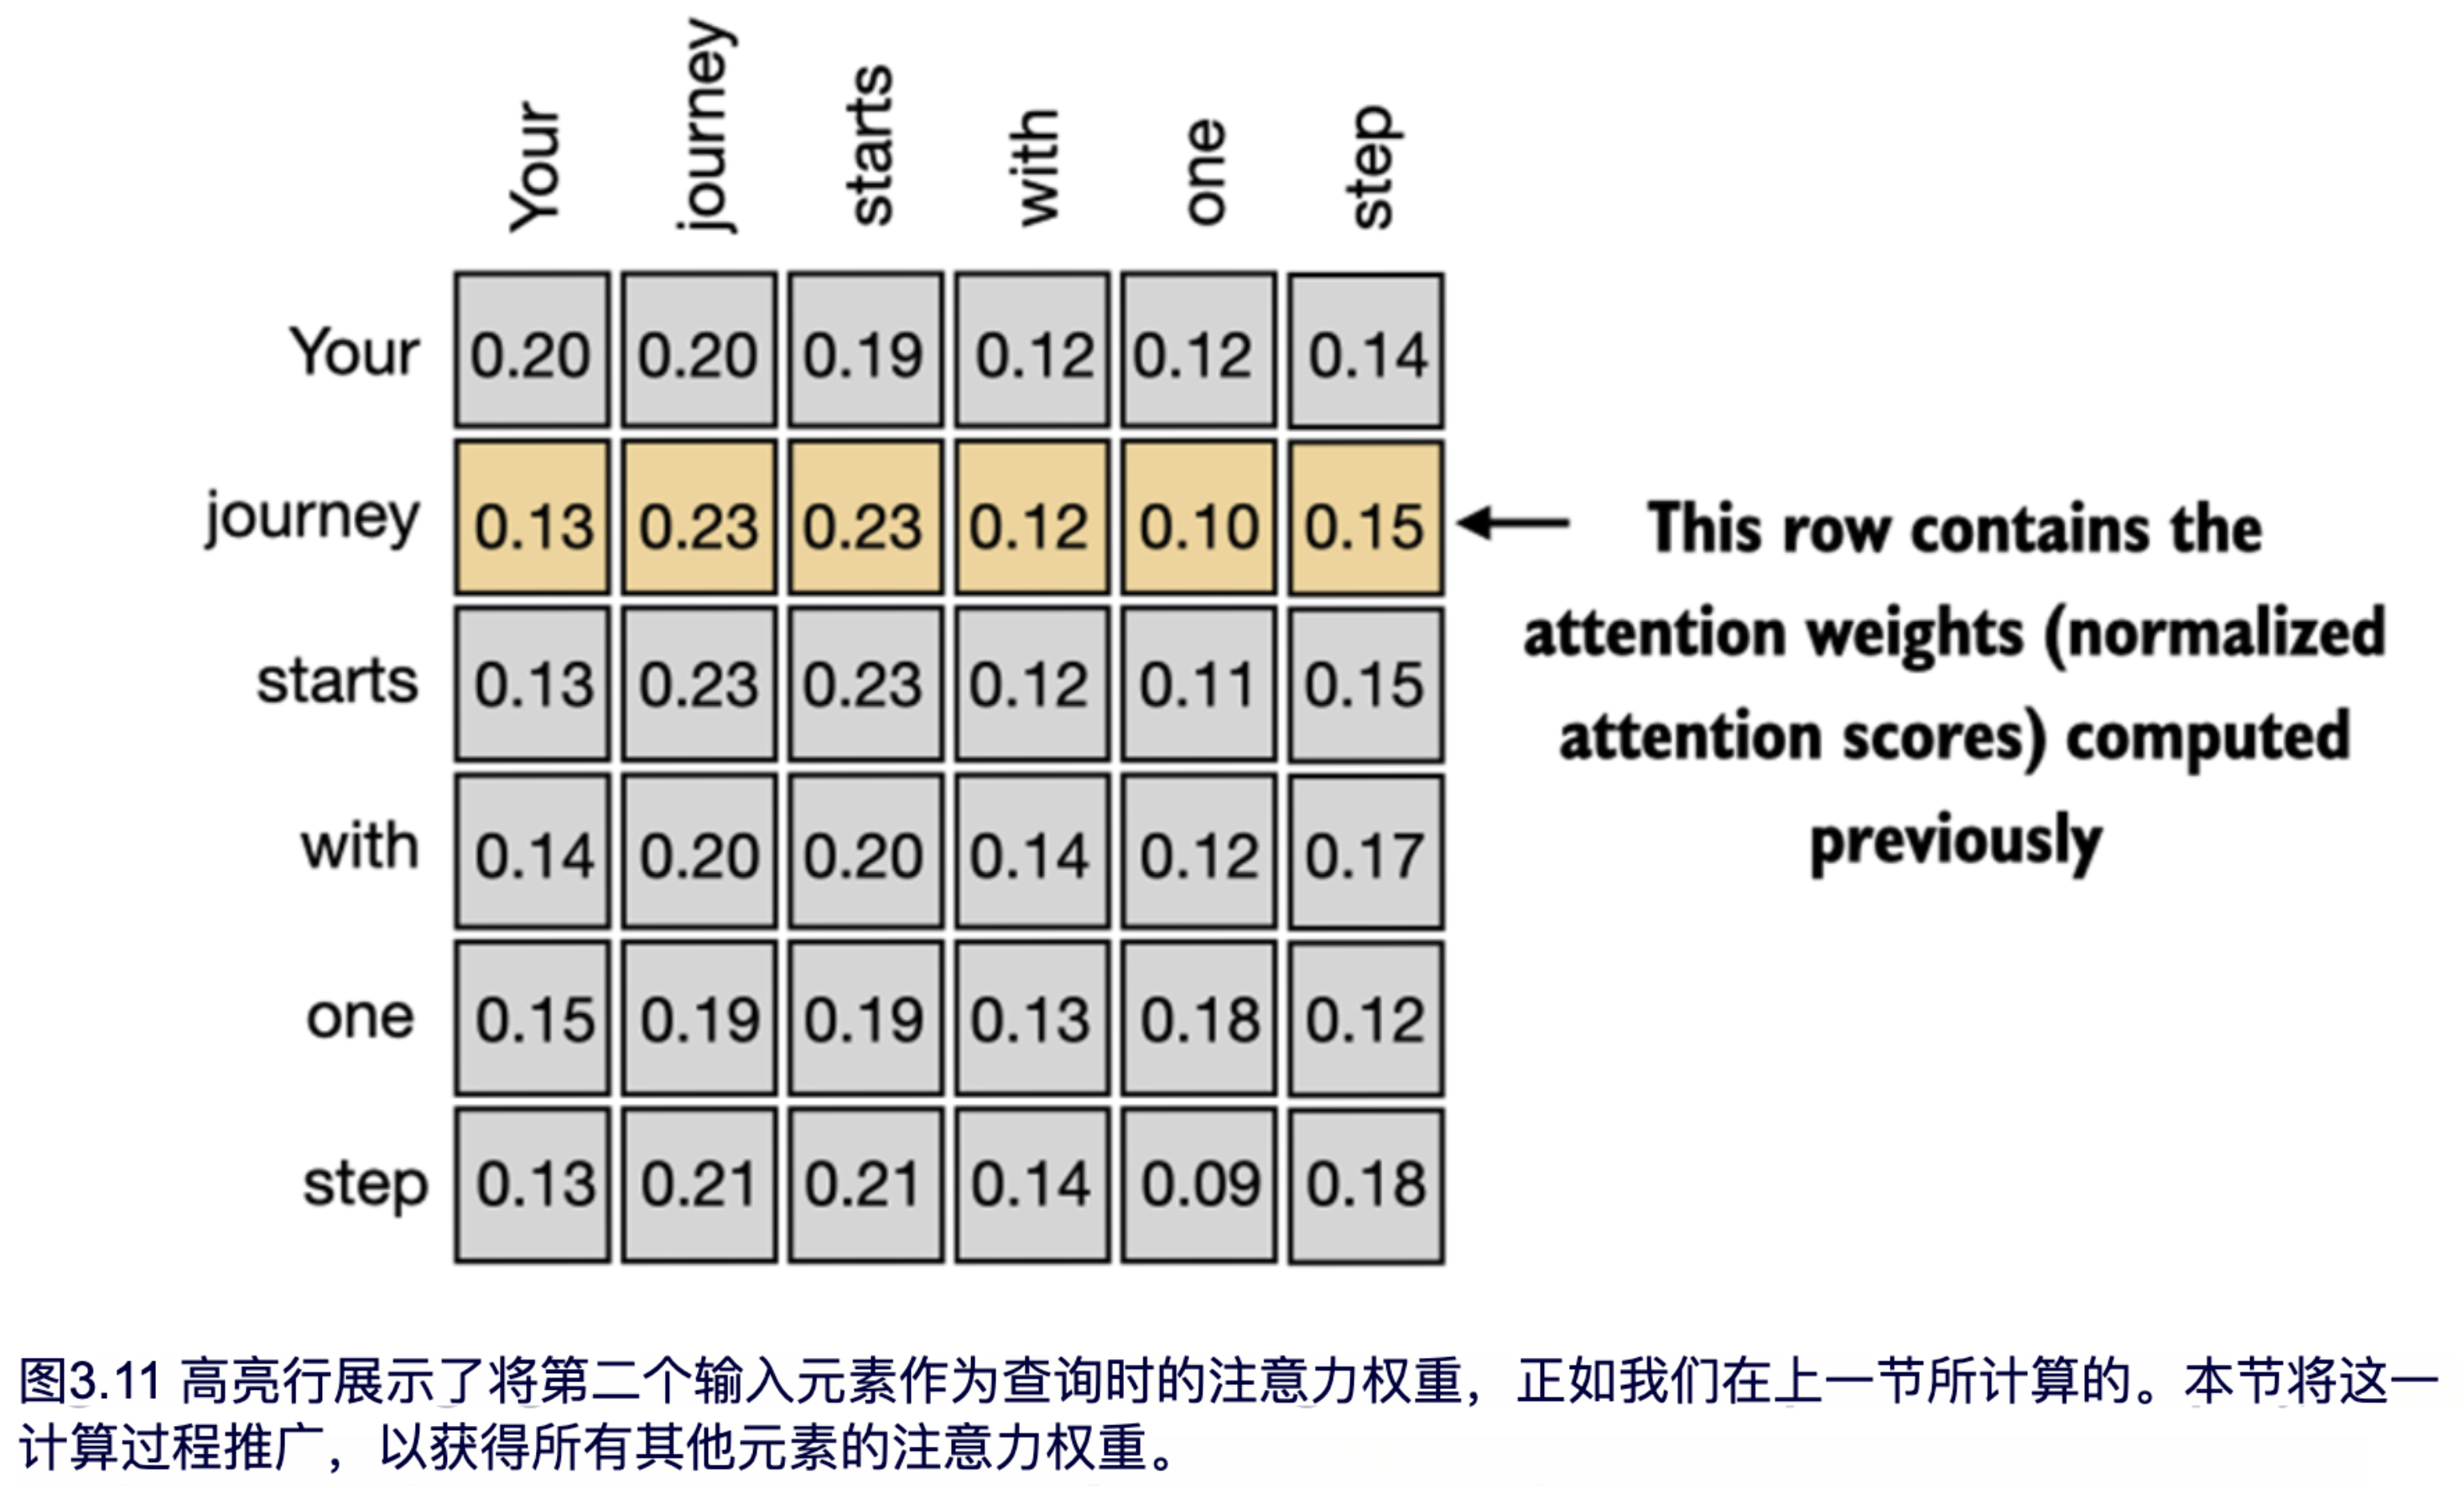 Your journey starts with one step
Your 0.20 0.20 0.19 0.12 0.12 0.14
journey 0.13 0.23 0.23 0.12 0.10 0.15
starts 0.13 0.23 0.23 0.12 0.11 0.15
with 0.14 0.20 0.20 0.14 0.12 0.17
one 0.15 0.19 0.19 0.13 0.18 0.12
step 0.13 0.21 0.21 0.14 0.09 0.18
This row contains the
attention weights (normalized
attention scores) computed
previously
图3.11 高亮行展示了将第二个输入元素作为查询时的注意力权重，正如我们在上一节所计算的。本节将这一
计算过程推广，以获得所有其他元素的注意力权重。